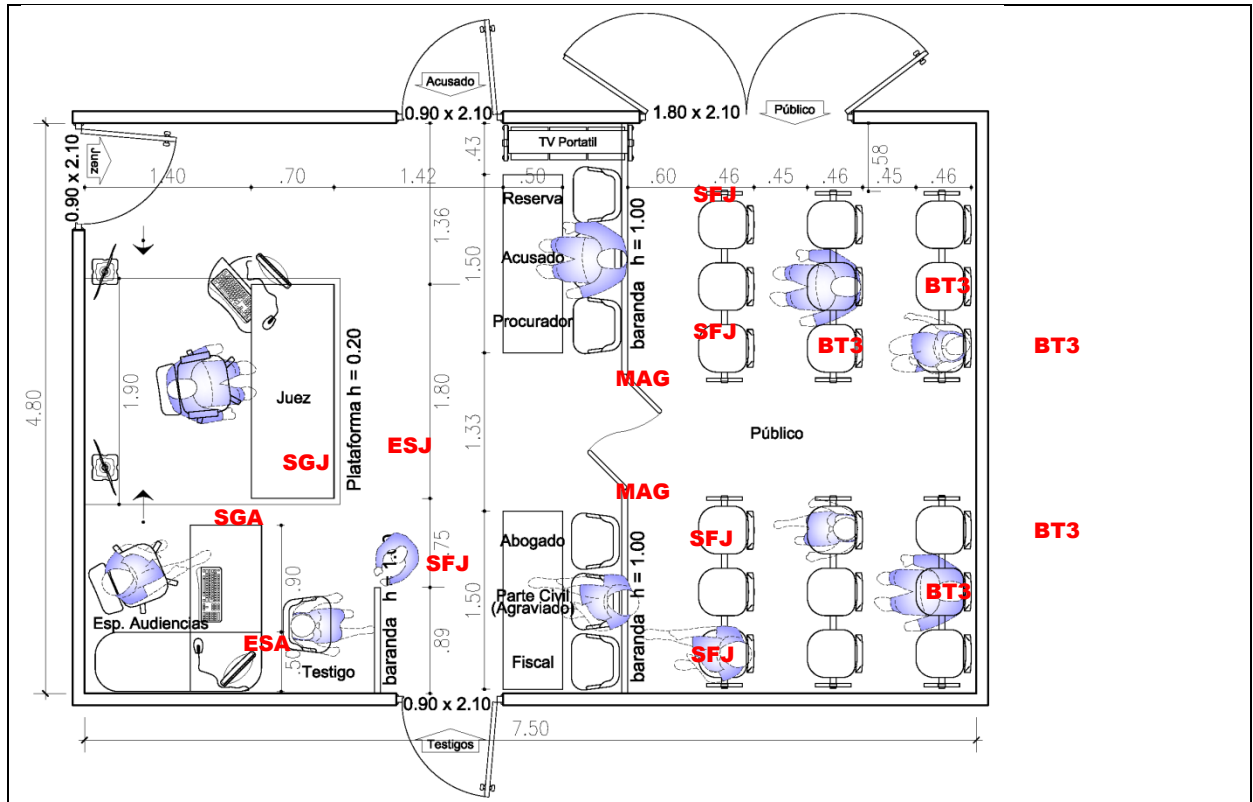 Acusado
0.90 x 2.10
1.80 x 2.10
Público
0.90 x 2.10
Juez
TV Portatil
.43
.58
1.40
.70
1.42
.50
.60
.46
.45
.46
.45
.46
Reserva
Acusado
Procurador
baranda h = 1.00
1.36
1.50
SFJ
SFJ
BT3
BT3
BT3
MAG
4.80
1.90
Juez
Plataforma h = 0.20
1.80
1.33
Público
ESJ
SGJ
MAG
SGA
SFJ
.75
Abogado
Parte Civil
(Agraviado)
Fiscal
baranda h = 1.00
SFJ
SFJ
BT3
BT3
Esp. Audiencias
.90
ESA
Testigo
baranda
1.50
.89
0.90 x 2.10
Testigos
7.50